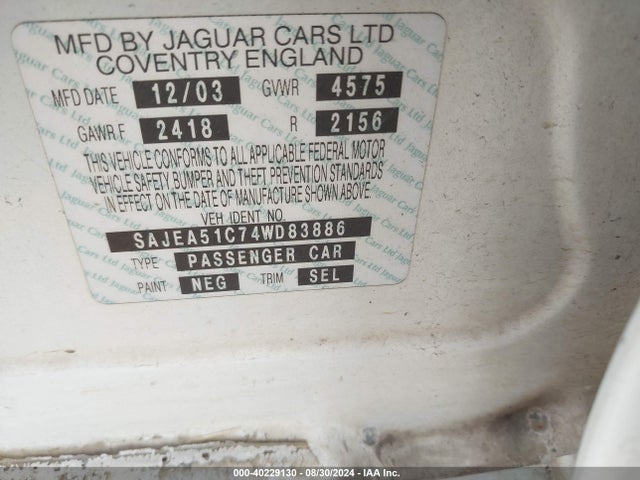 MFD BY JAGUAR CARS LTD
COVENTRY ENGLAND
MFD DATE 12/03 GVWR 4575
GAWR.F 2418 R 2156
THIS VEHICLE CONFORMS TO ALL APPLICABLE FEDERAL MOTOR
VEHICLE SAFETY BUMPER AND THEFT PREVENTION STANDARDS
IN EFFECT ON THE DATE OF MANUFACTURE SHOWN ABOVE.
VEH IDENT NO.
SAJEA51C74WD83886
TYPE PASSENGER CAR
PAINT NEG TRIM SEL
000-40229130 - 08/30/2024 - IAA Inc.